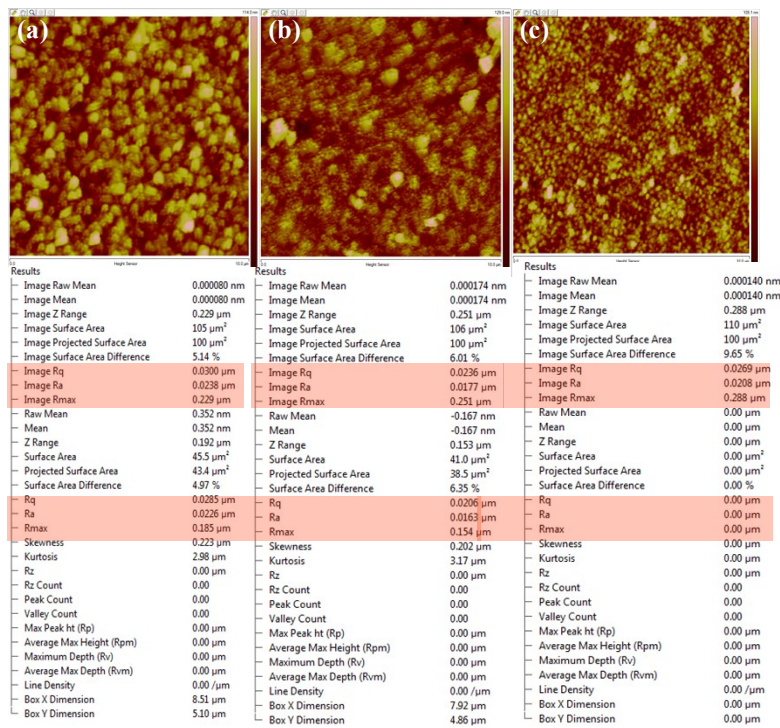 (a)
114.0 nm
0.0
Height Sensor
10.0 µm
Results
Image Raw Mean 0.000080 nm
Image Mean 0.000080 nm
Image Z Range 0.229 µm
Image Surface Area 105 µm²
Image Projected Surface Area 100 µm²
Image Surface Area Difference 5.14 %
Image Rq 0.0300 µm
Image Ra 0.0238 µm
Image Rmax 0.229 µm
Raw Mean 0.352 nm
Mean 0.352 nm
Z Range 0.192 µm
Surface Area 45.5 µm²
Projected Surface Area 43.4 µm²
Surface Area Difference 4.97 %
Rq 0.0285 µm
Ra 0.0226 µm
Rmax 0.185 µm
Skewness 0.223 µm
Kurtosis 2.98 µm
Rz 0.00 µm
Rz Count 0.00
Peak Count 0.00
Valley Count 0.00
Max Peak ht (Rp) 0.00 µm
Average Max Height (Rpm) 0.00 µm
Maximum Depth (Rv) 0.00 µm
Average Max Depth (Rvm) 0.00 µm
Line Density 0.00 /µm
Box X Dimension 8.51 µm
Box Y Dimension 5.10 µm
(b)
0.0
Height Sensor
10.0 µm
Results
Image Raw Mean 0.000174 nm
Image Mean 0.000174 nm
Image Z Range 0.251 µm
Image Surface Area 106 µm²
Image Projected Surface Area 100 µm²
Image Surface Area Difference 6.01 %
Image Rq 0.0236 µm
Image Ra 0.0177 µm
Image Rmax 0.251 µm
Raw Mean -0.167 nm
Mean -0.167 nm
Z Range 0.153 µm
Surface Area 41.0 µm²
Projected Surface Area 38.5 µm²
Surface Area Difference 6.35 %
Rq 0.0206 µm
Ra 0.0163 µm
Rmax 0.154 µm
Skewness 0.202 µm
Kurtosis 3.17 µm
Rz 0.00 µm
Rz Count 0.00
Peak Count 0.00
Valley Count 0.00
Max Peak ht (Rp) 0.00 µm
Average Max Height (Rpm) 0.00 µm
Maximum Depth (Rv) 0.00 µm
Average Max Depth (Rvm) 0.00 µm
Line Density 0.00 /µm
Box X Dimension 7.92 µm
Box Y Dimension 4.86 µm
(c)
0.0
Height Sensor
Results
Image Raw Mean 0.000140 nm
Image Mean 0.000140 nm
Image Z Range 0.288 µm
Image Surface Area 110 µm²
Image Projected Surface Area 100 µm²
Image Surface Area Difference 9.65 %
Image Rq 0.0269 µm
Image Ra 0.0208 µm
Image Rmax 0.288 µm
Raw Mean 0.00 µm
Mean 0.00 µm
Z Range 0.00 µm
Surface Area 0.00 µm²
Projected Surface Area 0.00 µm²
Surface Area Difference 0.00 %
Rq 0.00 µm
Ra 0.00 µm
Rmax 0.00 µm
Skewness 0.00 µm
Kurtosis 0.00 µm
Rz 0.00 µm
Rz Count 0.00
Peak Count 0.00
Valley Count 0.00
Max Peak ht (Rp) 0.00 µm
Average Max Height (Rpm) 0.00 µm
Maximum Depth (Rv) 0.00 µm
Average Max Depth (Rvm) 0.00 µm
Line Density 0.00 /µm
Box X Dimension 0.00 µm
Box Y Dimension 0.00 µm